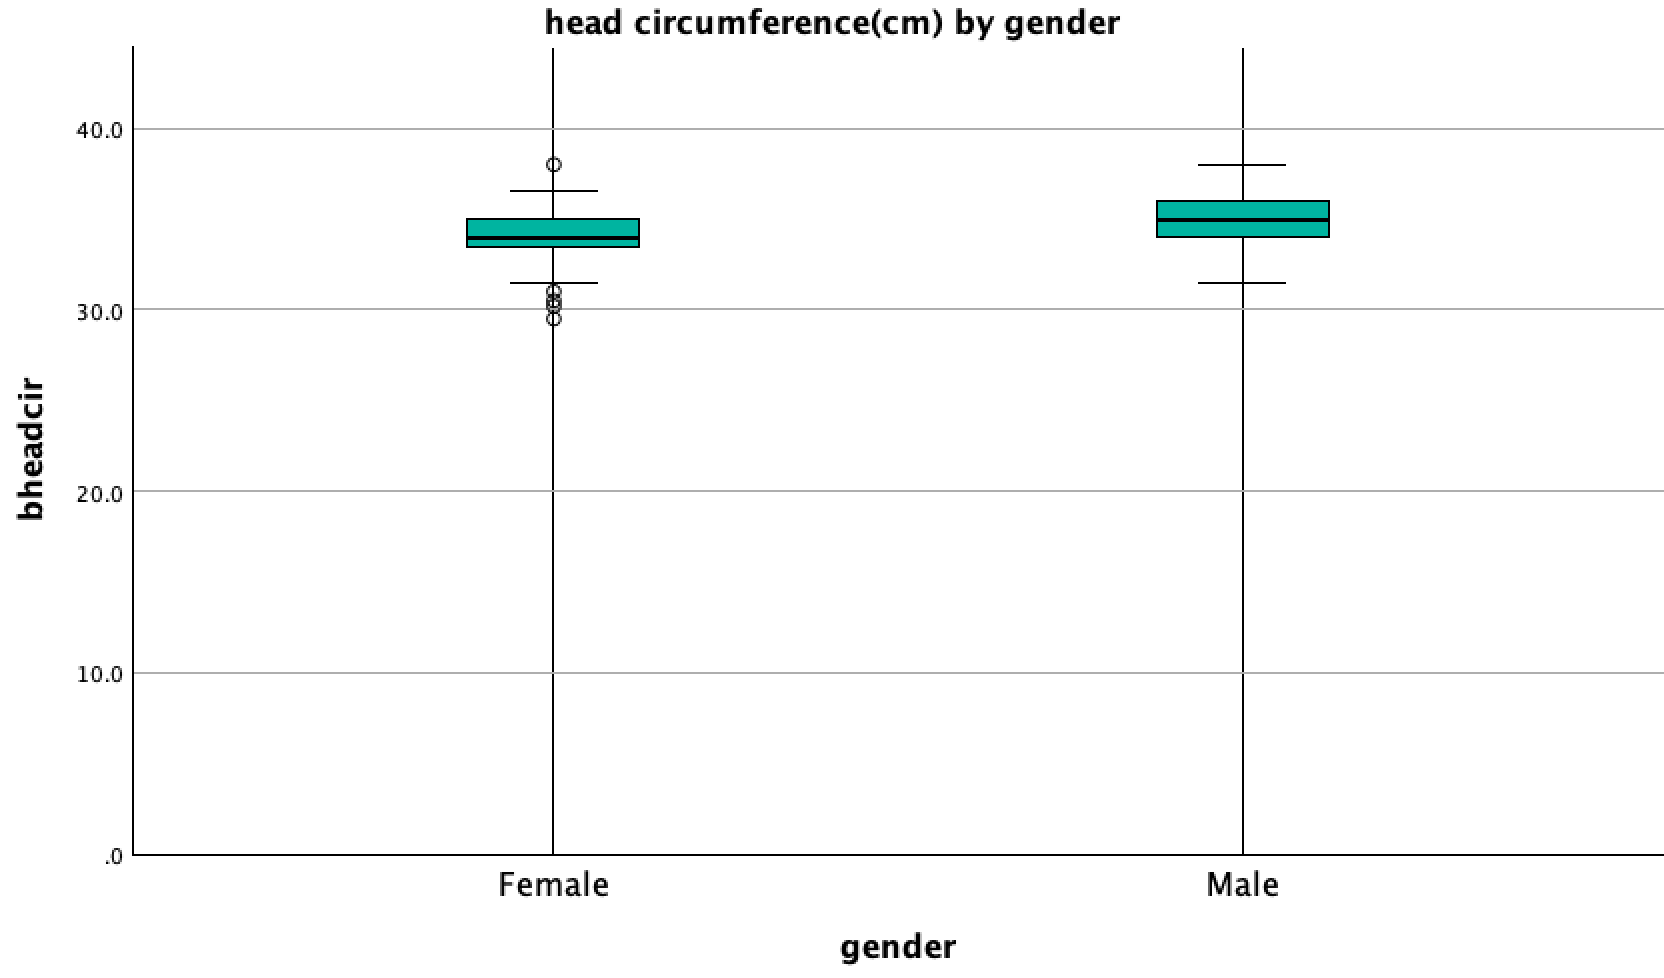 head circumference(cm) by gender
bheadcir
40.0
30.0
20.0
10.0
.0
Female
Male
gender